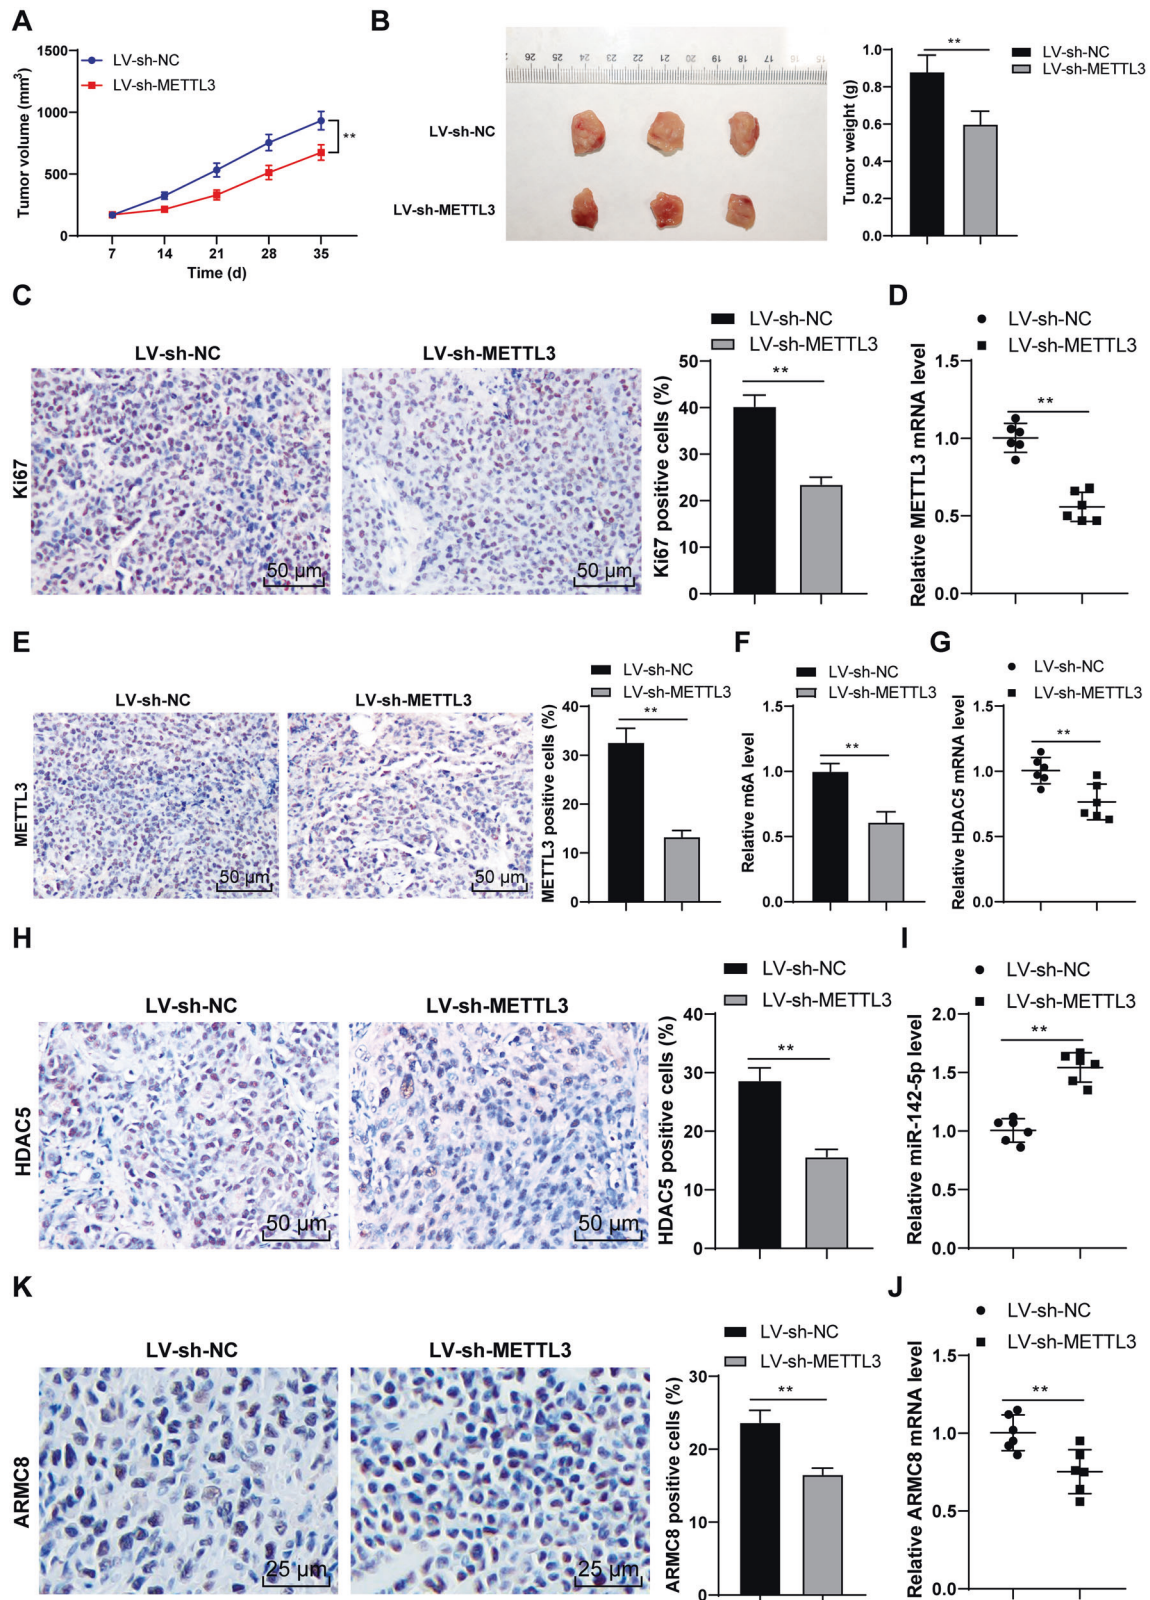 A
1500
1000
500
0
Tumor volume (mm³)
LV-sh-NC
LV-sh-METTL3
**
7 14 21 28 35
Time (d)
B
26 25 24 23 22 21 20 19 18 17 16 15
LV-sh-NC
LV-sh-METTL3
1.0
0.8
0.6
0.4
0.2
0.0
Tumor weight (g)
**
LV-sh-NC
LV-sh-METTL3
C
LV-sh-NC
LV-sh-METTL3
Ki67
50 µm
50 µm
LV-sh-NC
LV-sh-METTL3
50
40
30
20
10
0
Ki67 positive cells (%)
**
D
LV-sh-NC
LV-sh-METTL3
1.5
1.0
0.5
0.0
Relative METTL3 mRNA level
**
E
LV-sh-NC
LV-sh-METTL3
METTL3
50 µm
50 µm
LV-sh-NC
LV-sh-METTL3
40
30
20
10
0
METTL3 positive cells (%)
**
F
LV-sh-NC
LV-sh-METTL3
1.5
1.0
0.5
0.0
Relative m6A level
**
G
LV-sh-NC
LV-sh-METTL3
1.5
1.0
0.5
0.0
Relative HDAC5 mRNA level
**
H
LV-sh-NC
LV-sh-METTL3
HDAC5
50 µm
50 µm
LV-sh-NC
LV-sh-METTL3
40
30
20
10
0
HDAC5 positive cells (%)
**
I
LV-sh-NC
LV-sh-METTL3
2.0
1.5
1.0
0.5
0.0
Relative miR-142-5p level
**
K
LV-sh-NC
LV-sh-METTL3
ARMC8
25 µm
25 µm
LV-sh-NC
LV-sh-METTL3
30
20
10
0
ARMC8 positive cells (%)
**
J
LV-sh-NC
LV-sh-METTL3
1.5
1.0
0.5
0.0
Relative ARMC8 mRNA level
**